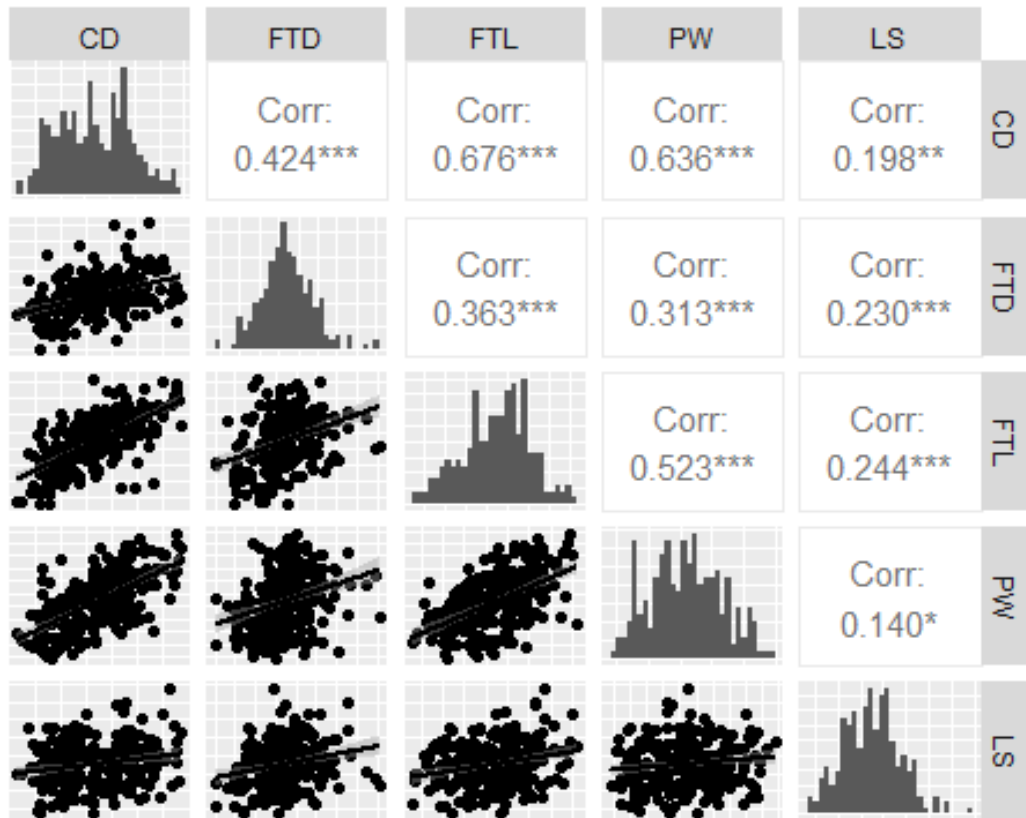 CD FTD FTL PW LS
Corr: Corr: Corr: Corr:
0.424*** 0.676*** 0.636*** 0.198**
CD
Corr: Corr: Corr:
0.363*** 0.313*** 0.230***
FTD
Corr: Corr:
0.523*** 0.244***
FTL
Corr:
0.140*
PW
LS